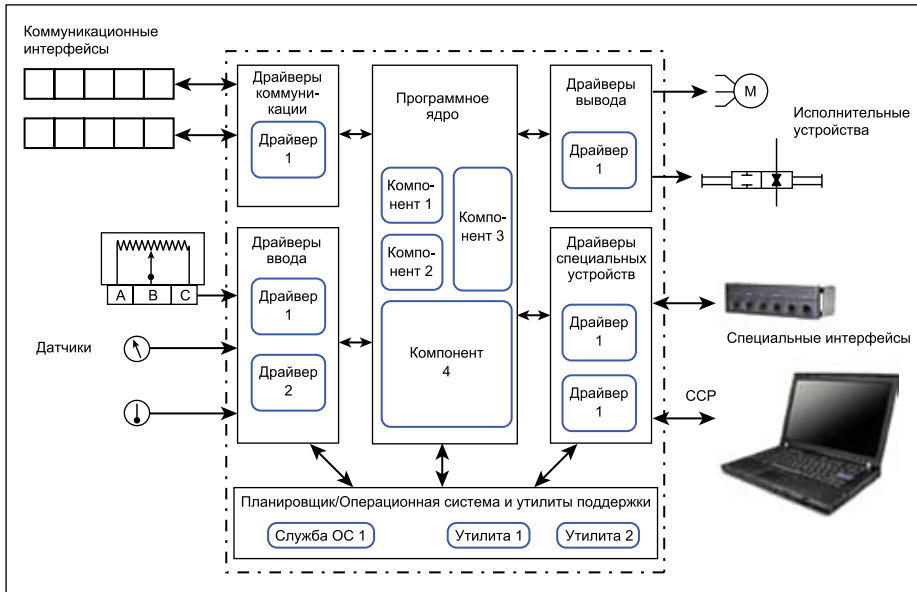 Коммуникационные
интерфейсы
Драйверы
коммуни-
кации
Драйвер
1
Программное
ядро
Компо-
нент 1
Компо-
нент 2
Компо-
нент 3
Компонент
4
Драйверы
вывода
Драйвер
1
M
Исполнительные
устройства
A B C
Датчики
Драйверы
ввода
Драйвер
1
Драйвер
2
Драйверы
специальных
устройств
Драйвер
1
Драйвер
1
Специальные интерфейсы
CCP
Планировщик/Операционная система и утилиты поддержки
Служба ОС 1
Утилита 1
Утилита 2